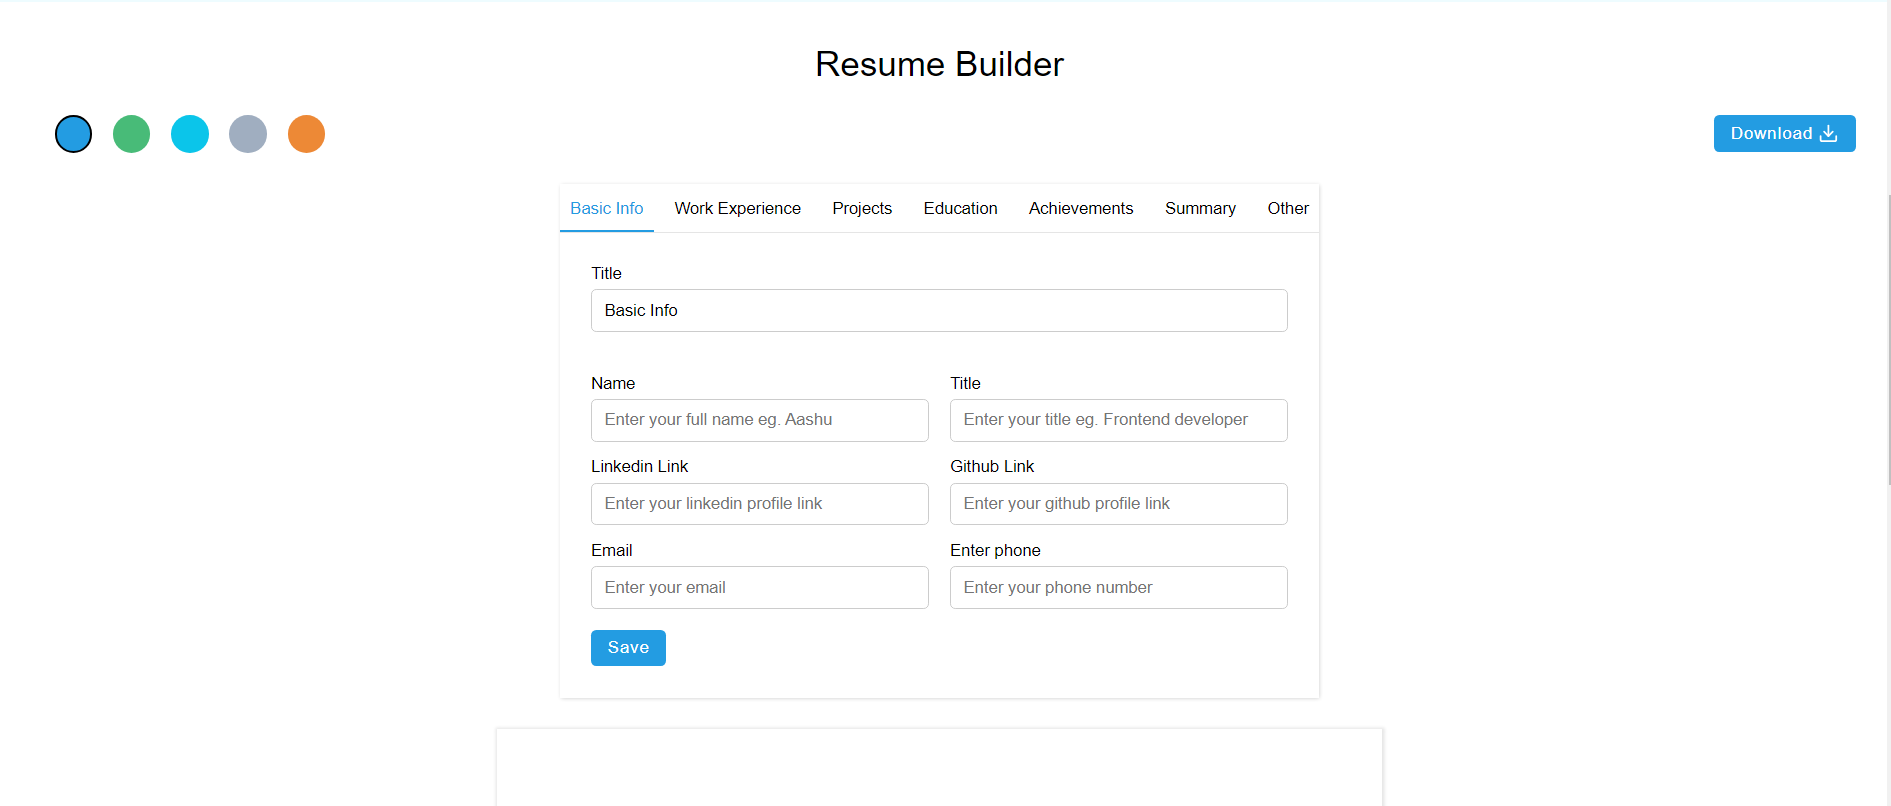 Resume Builder
Download
Basic Info Work Experience Projects Education Achievements Summary Other
Title
Basic Info
Name Title
Enter your full name eg. Aashu Enter your title eg. Frontend developer
Linkedin Link Github Link
Enter your linkedin profile link Enter your github profile link
Email Enter phone
Enter your email Enter your phone number
Save